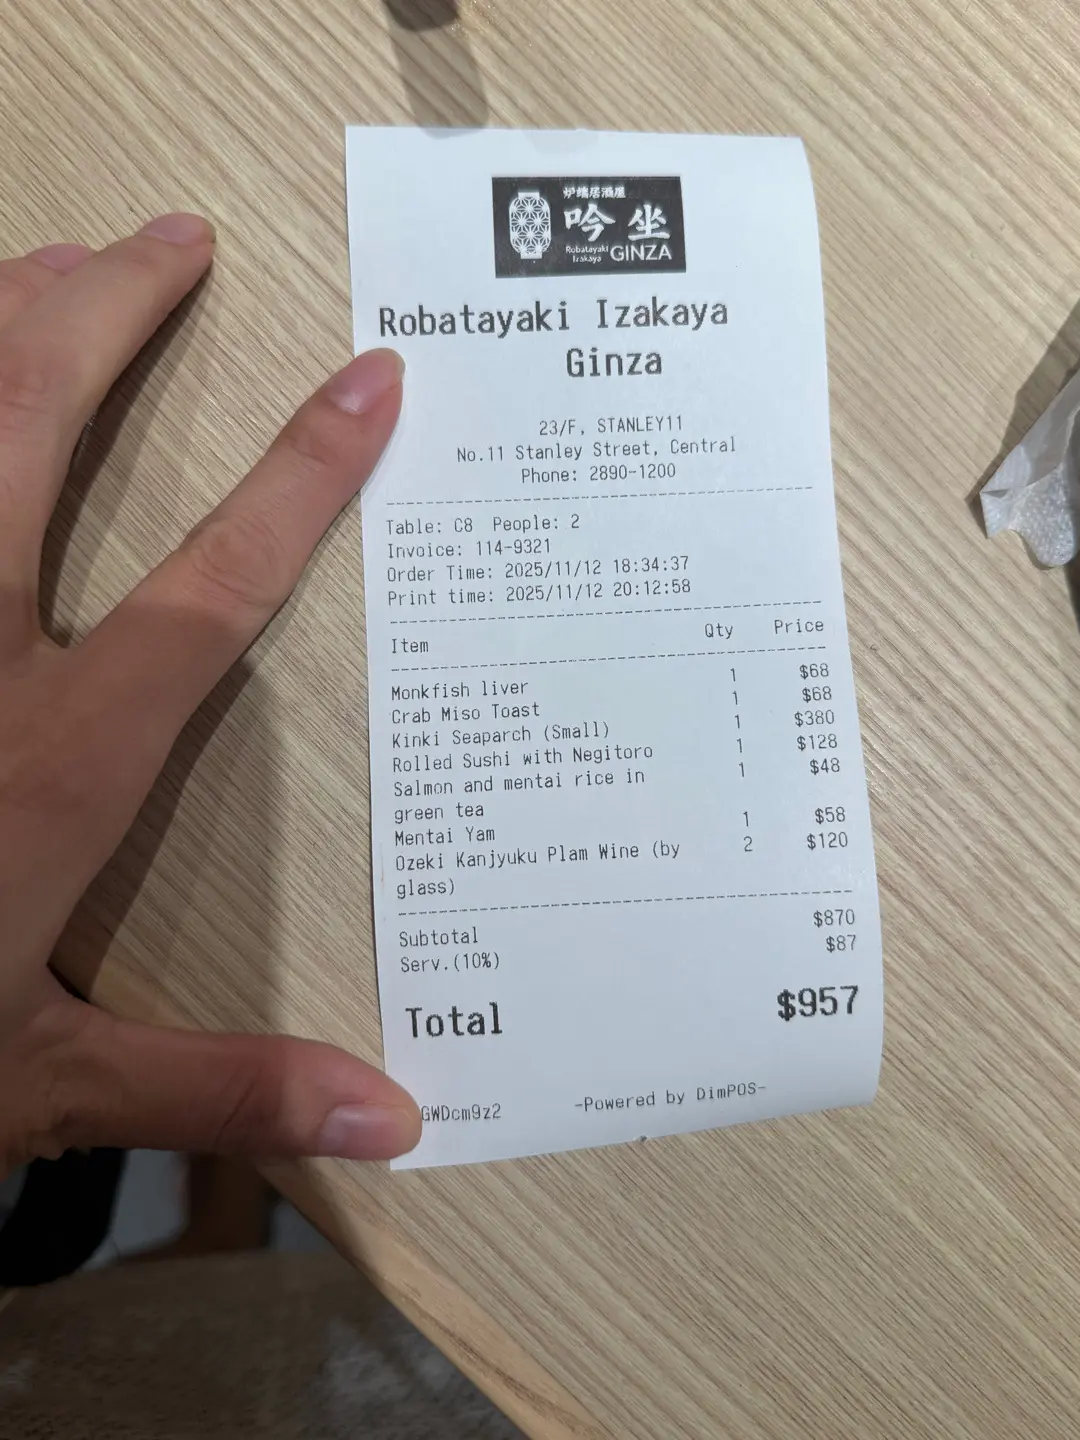 炉端居酒屋
吟坐
Robatayaki
Izakaya GINZA
Robatayaki Izakaya
Ginza
23/F, STANLEY11
No.11 Stanley Street, Central
Phone: 2890-1200
Table: C8 People: 2
Invoice: 114-9321
Order Time: 2025/11/12 18:34:37
Print time: 2025/11/12 20:12:58
Item Qty Price
Monkfish liver 1 $68
Crab Miso Toast 1 $68
Kinki Seaparch (Small) 1 $380
Rolled Sushi with Negitoro 1 $128
Salmon and mentai rice in 1 $48
green tea
Mentai Yam 1 $58
Ozeki Kanjyuku Plam Wine (by 2 $120
glass)
Subtotal $870
Serv.(10%) $87
Total $957
GWDcm9z2 -Powered by DimPOS-